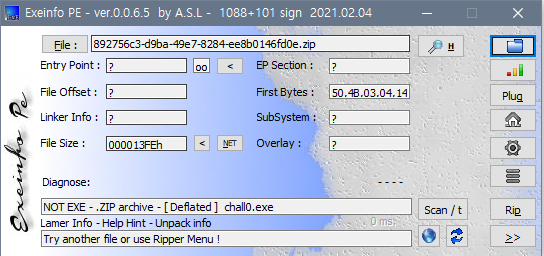 Exeinfo PE - ver.0.0.6.5 by A.S.L - 1088+101 sign 2021.02.04
File : 892756c3-d9ba-49e7-8284-ee8b0146fd0e.zip H
Entry Point : ? oo < EP Section : ?
File Offset : ? First Bytes : 50.4B.03.04.14
Plug
Linker Info : ? SubSystem : ?
File Size : 000013FEh < NET Overlay : ?
Diagnose: ----
NOT EXE - .ZIP archive - [ Deflated ] chall0.exe Scan / t Rip
Lamer Info - Help Hint - Unpack info 0 ms.
Try another file or use Ripper Menu ! >>
Exeinfo Pe